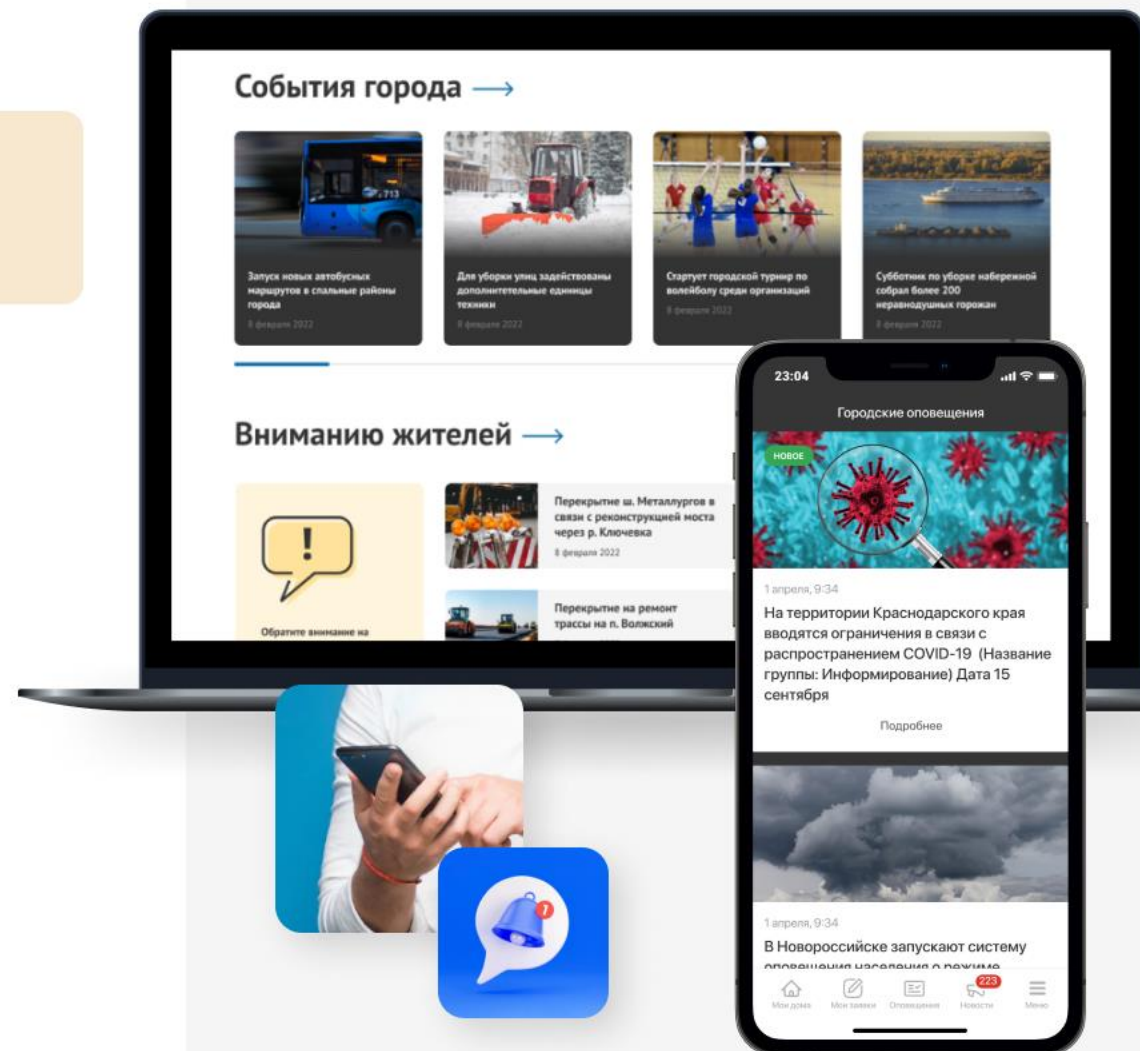 События города
Запуск новых автобусных
маршрутов в спальные районы
города
8 февраля 2022
Для уборки улиц задействованы
дополнительные единицы
техники
8 февраля 2022
Стартует городской турнир по
волейболу среди организаций
8 февраля 2022
Субботник по уборке набережной
собрал более 200
неравнодушных горожан
8 февраля 2022
713
Вниманию жителей
!
Обратите внимание на
Перекрытие ш. Металлургов в
связи с реконструкцией моста
через р. Ключевка
8 февраля 2022
Перекрытие на ремонт
трассы на п. Волжский
23:04
Городские оповещения
НОВОЕ
1 апреля, 9:34
На территории Краснодарского края
вводятся ограничения в связи с
распространением COVID-19 (Название
группы: Информирование) Дата 15
сентября
Подробнее
1 апреля, 9:34
В Новороссийске запускают систему
оповещения населения о режиме
223
Мои дома
Мои заявки
Оповещения
Новости
Меню
1